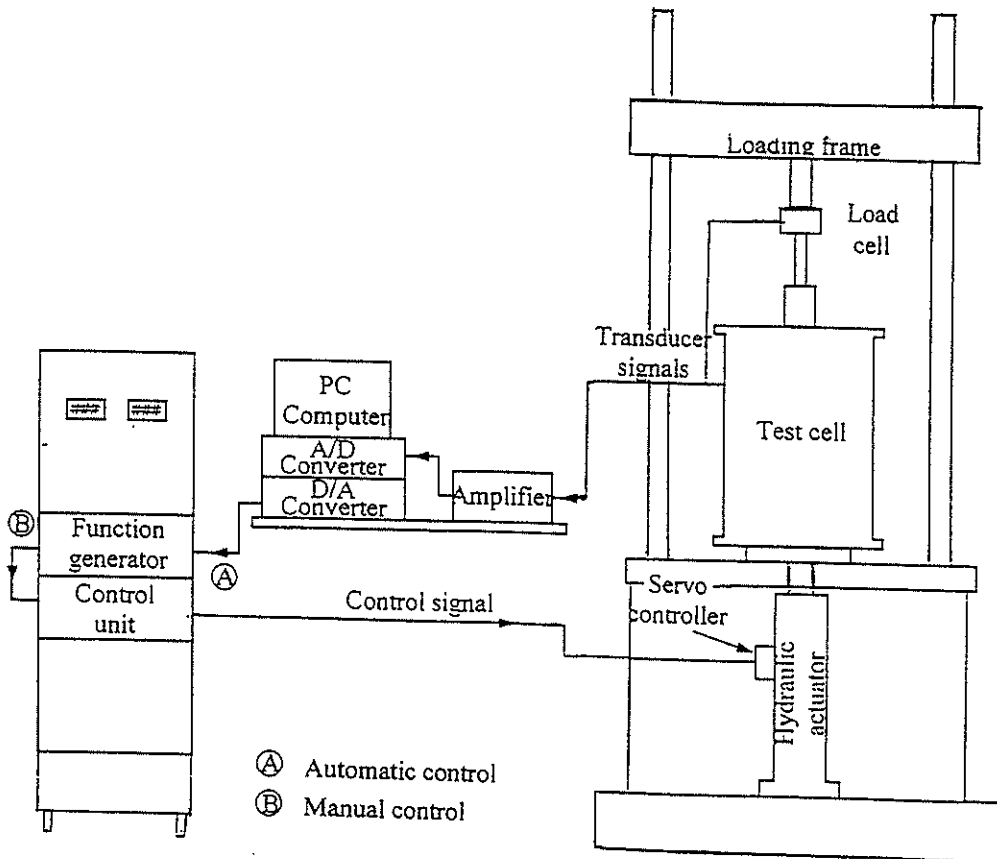 Loading frame
Load
cell
Transducer
signals
PC
Computer
A/D
Converter
D/A
Converter
Amplifier
Test cell
Ⓑ
Function
generator
Ⓐ
Control
unit
Control signal
Servo
controller
Hydraulic
actuator
Ⓐ Automatic control
Ⓑ Manual control